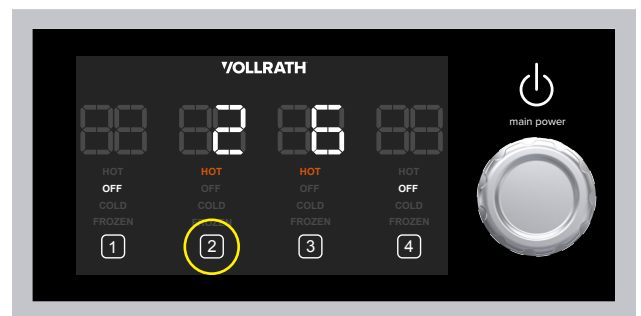 VOLLRATH
main power
2 6
HOT HOT HOT HOT
OFF OFF OFF OFF
COLD COLD COLD COLD
FROZEN FROZEN FROZEN FROZEN
1 2 3 4